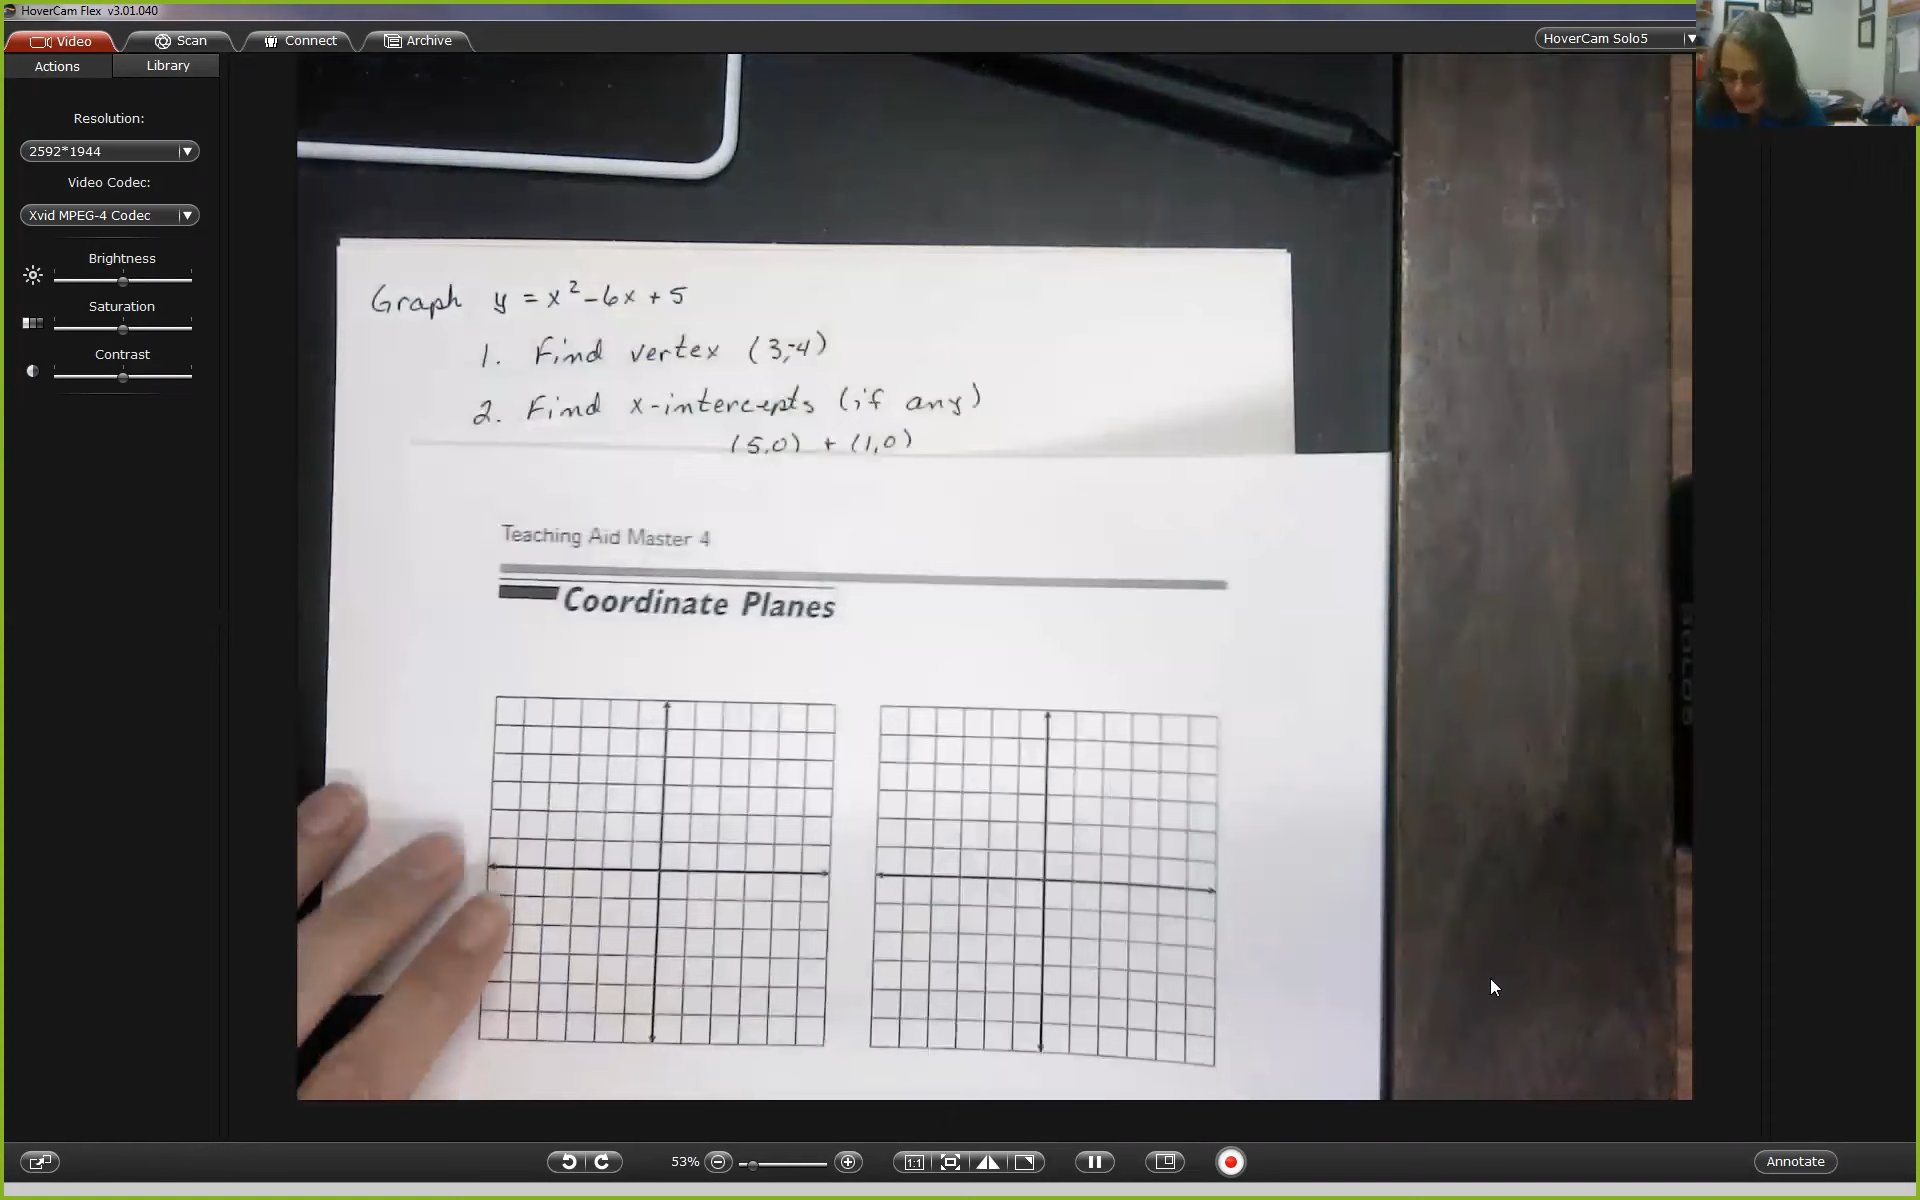 HoverCam Flex v3.01.040
Video
Scan
Connect
Archive
HoverCam Solo5
Actions
Library
Resolution:
2592*1944
Video Codec:
Xvid MPEG-4 Codec
Brightness
Saturation
Contrast
Graph y = x² - 6x + 5
1. Find vertex (3,-4)
2. Find x-intercepts (if any)
(5,0) + (1,0)
Teaching Aid Master 4
Coordinate Planes
53%
1:1
Annotate